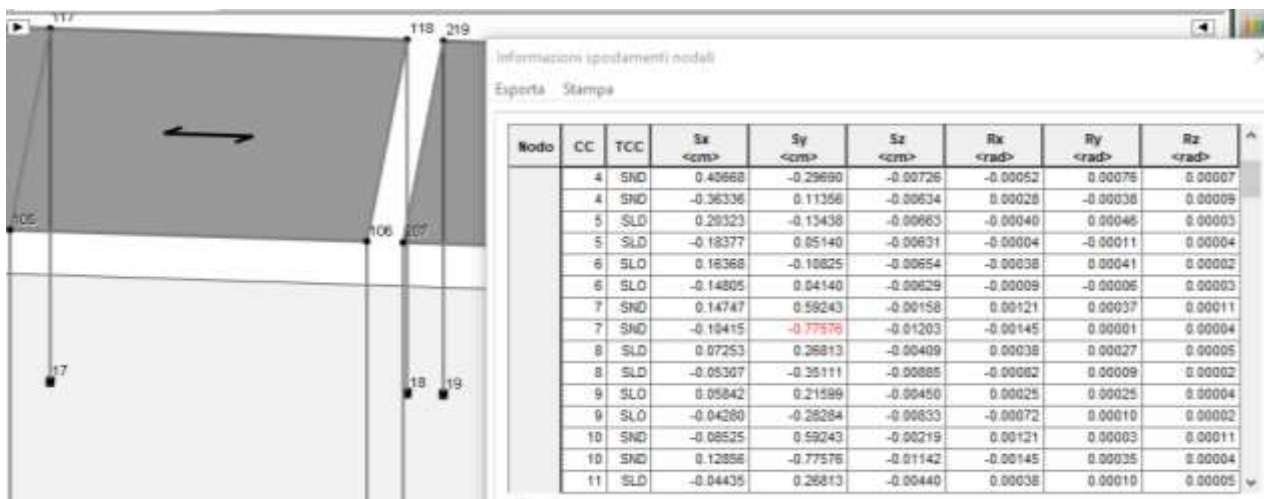 117
118 219
105
106 207
17
18 19
Informazioni spostamenti nodali
Esporta Stampa
Nodo CC TCC Sx Sy Sz Rx Ry Rz
<cm> <cm> <cm> <rad> <rad> <rad>
4 SND 0.40668 -0.29690 -0.00726 -0.00052 0.00076 0.00007
4 SND -0.36336 0.11356 -0.00634 0.00028 -0.00038 0.00009
5 SLD 0.20323 -0.13438 -0.00663 -0.00040 0.00046 0.00003
5 SLD -0.18377 0.05140 -0.00631 -0.00004 -0.00011 0.00004
6 SLO 0.16368 -0.10825 -0.00654 -0.00038 0.00041 0.00002
6 SLO -0.14805 0.04140 -0.00629 -0.00009 -0.00006 0.00003
7 SND 0.14747 0.59243 -0.00158 0.00121 0.00037 0.00011
7 SND -0.10415 -0.77576 -0.01203 -0.00145 0.00001 0.00004
8 SLD 0.07253 0.26813 -0.00409 0.00038 0.00027 0.00005
8 SLD -0.05307 -0.35111 -0.00885 -0.00082 0.00009 0.00002
9 SLO 0.05842 0.21599 -0.00450 0.00025 0.00025 0.00004
9 SLO -0.04280 -0.28284 -0.00833 -0.00072 0.00010 0.00002
10 SND -0.08525 0.59243 -0.00219 0.00121 0.00003 0.00011
10 SND 0.12856 -0.77576 -0.01142 -0.00145 0.00035 0.00004
11 SLD -0.04435 0.26813 -0.00440 0.00038 0.00010 0.00005